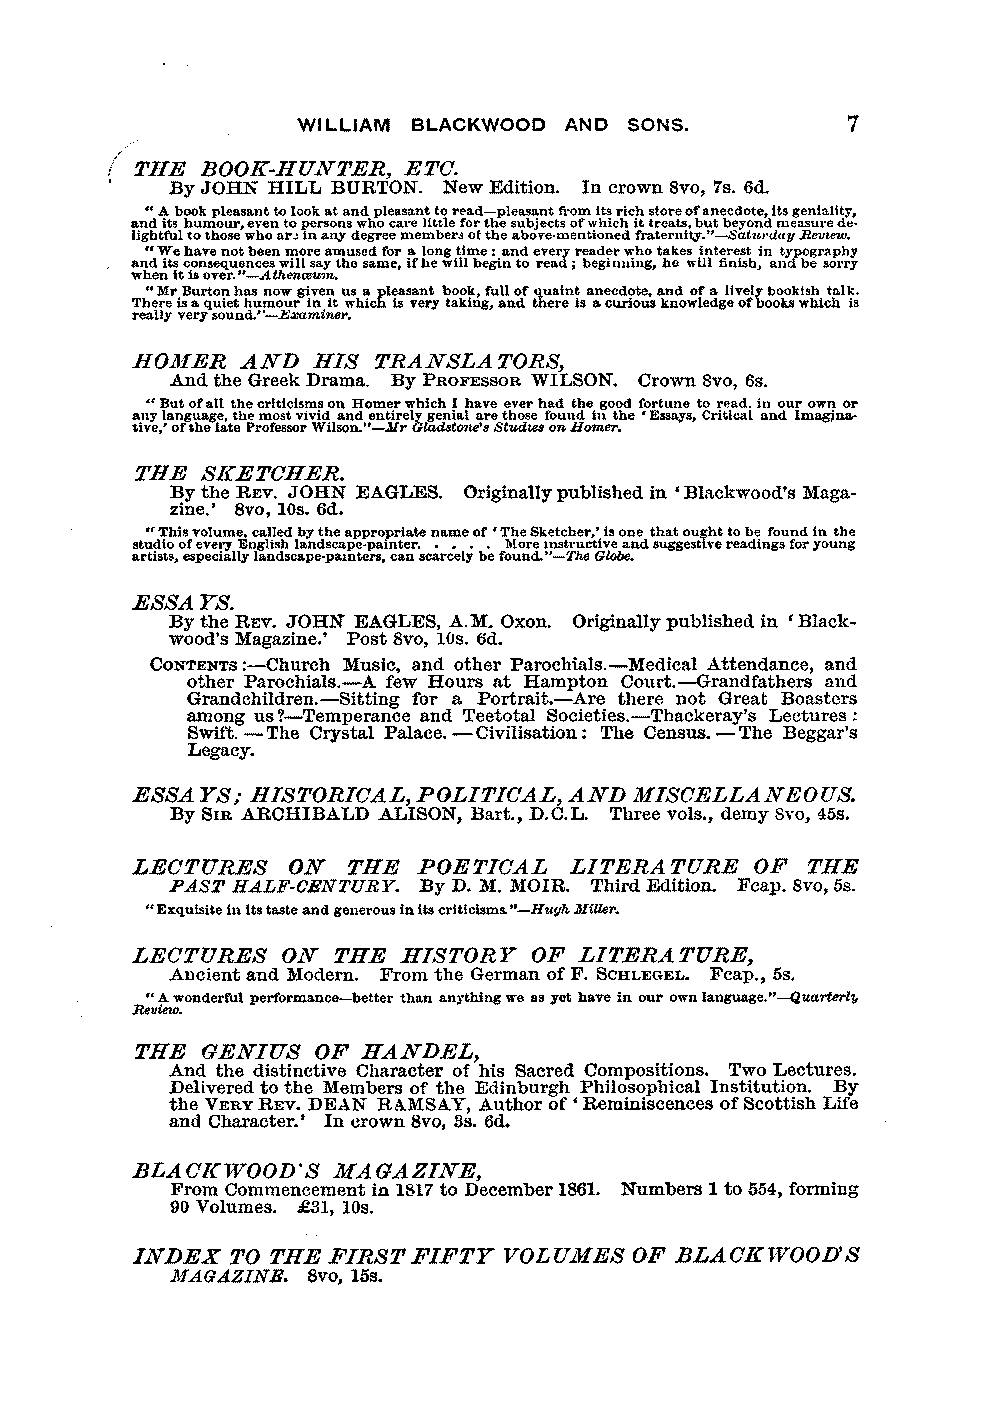 WILLIAM BLACKWOOD AND SONS. 7
THE BOOK-HUNTER, ETC.
By JOHN HILL BURTON. New Edition. In crown 8vo, 7s. 6d.
"A book pleasant to look at and pleasant to read—pleasant from its rich store of anecdote, its geniality,
and its humour, even to persons who care little for the subjects of which it treats, but beyond measure de-
lightful to those who are in any degree members of the above-mentioned fraternity."—Saturday Review.
"We have not been more amused for a long time: and every reader who takes interest in typography
and its consequences will say the same, if he will begin to read; beginning, he will finish, and be sorry
when it is over."—Athenæum.
"Mr Burton has now given us a pleasant book, full of quaint anecdote, and of a lively bookish talk.
There is a quiet humour in it which is very taking, and there is a curious knowledge of books which is
really very sound."—Examiner.
HOMER AND HIS TRANSLATORS,
And the Greek Drama. By PROFESSOR WILSON. Crown 8vo, 6s.
"But of all the criticisms on Homer which I have ever had the good fortune to read, in our own or
any language, the most vivid and entirely genial are those found in the 'Essays, Critical and Imagina-
tive,' of the late Professor Wilson."—Mr Gladstone's Studies on Homer.
THE SKETCHER.
By the REV. JOHN EAGLES. Originally published in 'Blackwood's Maga-
zine.' 8vo, 10s. 6d.
"This volume, called by the appropriate name of 'The Sketcher,' is one that ought to be found in the
studio of every English landscape-painter. . . . . More instructive and suggestive readings for young
artists, especially landscape-painters, can scarcely be found."—The Globe.
ESSAYS.
By the REV. JOHN EAGLES, A.M. Oxon. Originally published in 'Black-
wood's Magazine.' Post 8vo, 10s. 6d.
CONTENTS:—Church Music, and other Parochials.—Medical Attendance, and
other Parochials.—A few Hours at Hampton Court.—Grandfathers and
Grandchildren.—Sitting for a Portrait.—Are there not Great Boasters
among us?—Temperance and Teetotal Societies.—Thackeray's Lectures:
Swift.—The Crystal Palace.—Civilisation: The Census.—The Beggar's
Legacy.
ESSAYS; HISTORICAL, POLITICAL, AND MISCELLANEOUS.
By SIR ARCHIBALD ALISON, Bart., D.C.L. Three vols., demy 8vo, 45s.
LECTURES ON THE POETICAL LITERATURE OF THE
PAST HALF-CENTURY. By D. M. MOIR. Third Edition. Fcap. 8vo, 5s.
"Exquisite in its taste and generous in its criticisms."—Hugh Miller.
LECTURES ON THE HISTORY OF LITERATURE,
Ancient and Modern. From the German of F. SCHLEGEL. Fcap., 5s.
"A wonderful performance—better than anything we as yet have in our own language."—Quarterly
Review.
THE GENIUS OF HANDEL,
And the distinctive Character of his Sacred Compositions. Two Lectures.
Delivered to the Members of the Edinburgh Philosophical Institution. By
the VERY REV. DEAN RAMSAY, Author of 'Reminiscences of Scottish Life
and Character.' In crown 8vo, 3s. 6d.
BLACKWOOD'S MAGAZINE,
From Commencement in 1817 to December 1861. Numbers 1 to 554, forming
90 Volumes. £31, 10s.
INDEX TO THE FIRST FIFTY VOLUMES OF BLACKWOOD'S
MAGAZINE. 8vo, 15s.